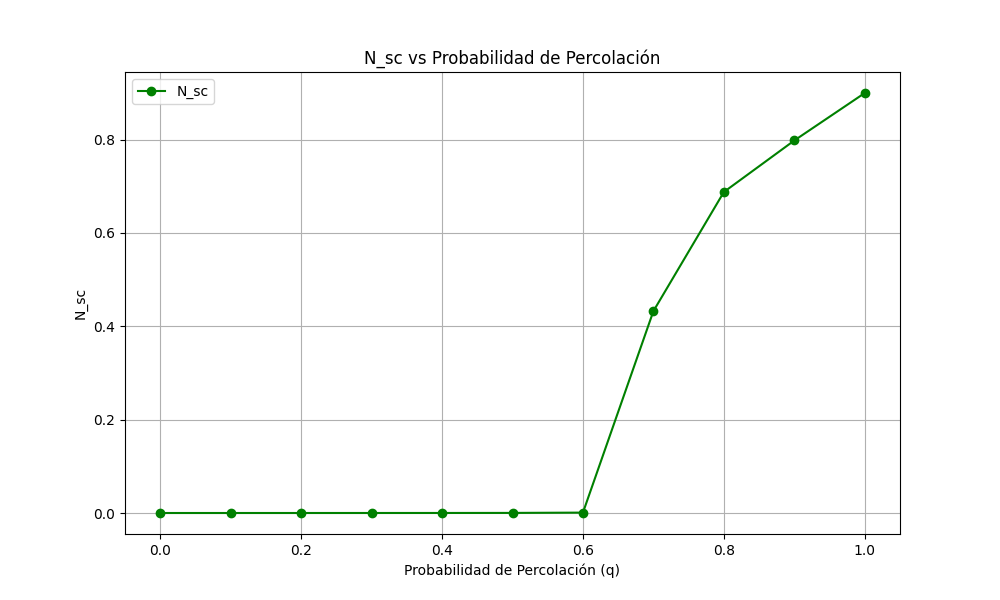 N_sc vs Probabilidad de Percolación
N_sc
N_sc
0.8
0.6
0.4
0.2
0.0
0.0 0.2 0.4 0.6 0.8 1.0
Probabilidad de Percolación (q)